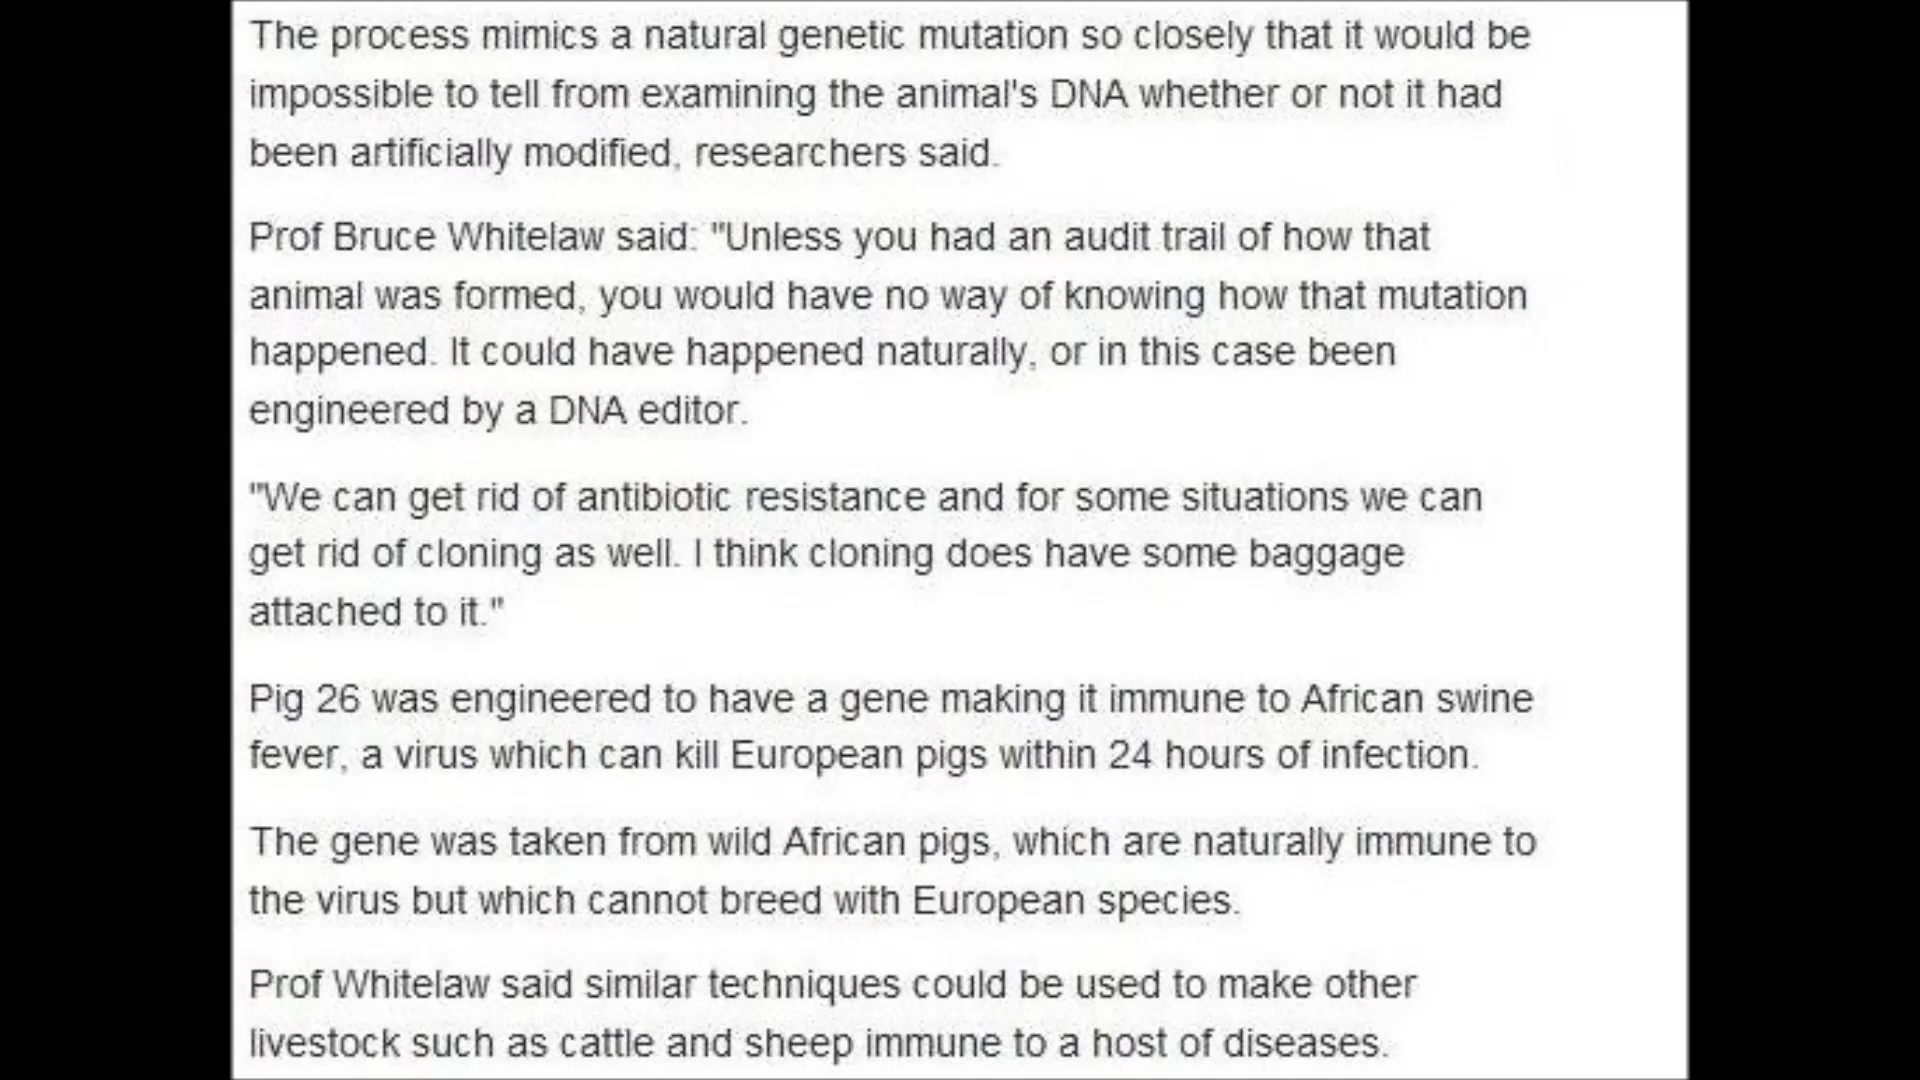 The process mimics a natural genetic mutation so closely that it would be
impossible to tell from examining the animal's DNA whether or not it had
been artificially modified, researchers said.
Prof Bruce Whitelaw said: "Unless you had an audit trail of how that
animal was formed, you would have no way of knowing how that mutation
happened. It could have happened naturally, or in this case been
engineered by a DNA editor.
"We can get rid of antibiotic resistance and for some situations we can
get rid of cloning as well. I think cloning does have some baggage
attached to it."
Pig 26 was engineered to have a gene making it immune to African swine
fever, a virus which can kill European pigs within 24 hours of infection.
The gene was taken from wild African pigs, which are naturally immune to
the virus but which cannot breed with European species.
Prof Whitelaw said similar techniques could be used to make other
livestock such as cattle and sheep immune to a host of diseases.